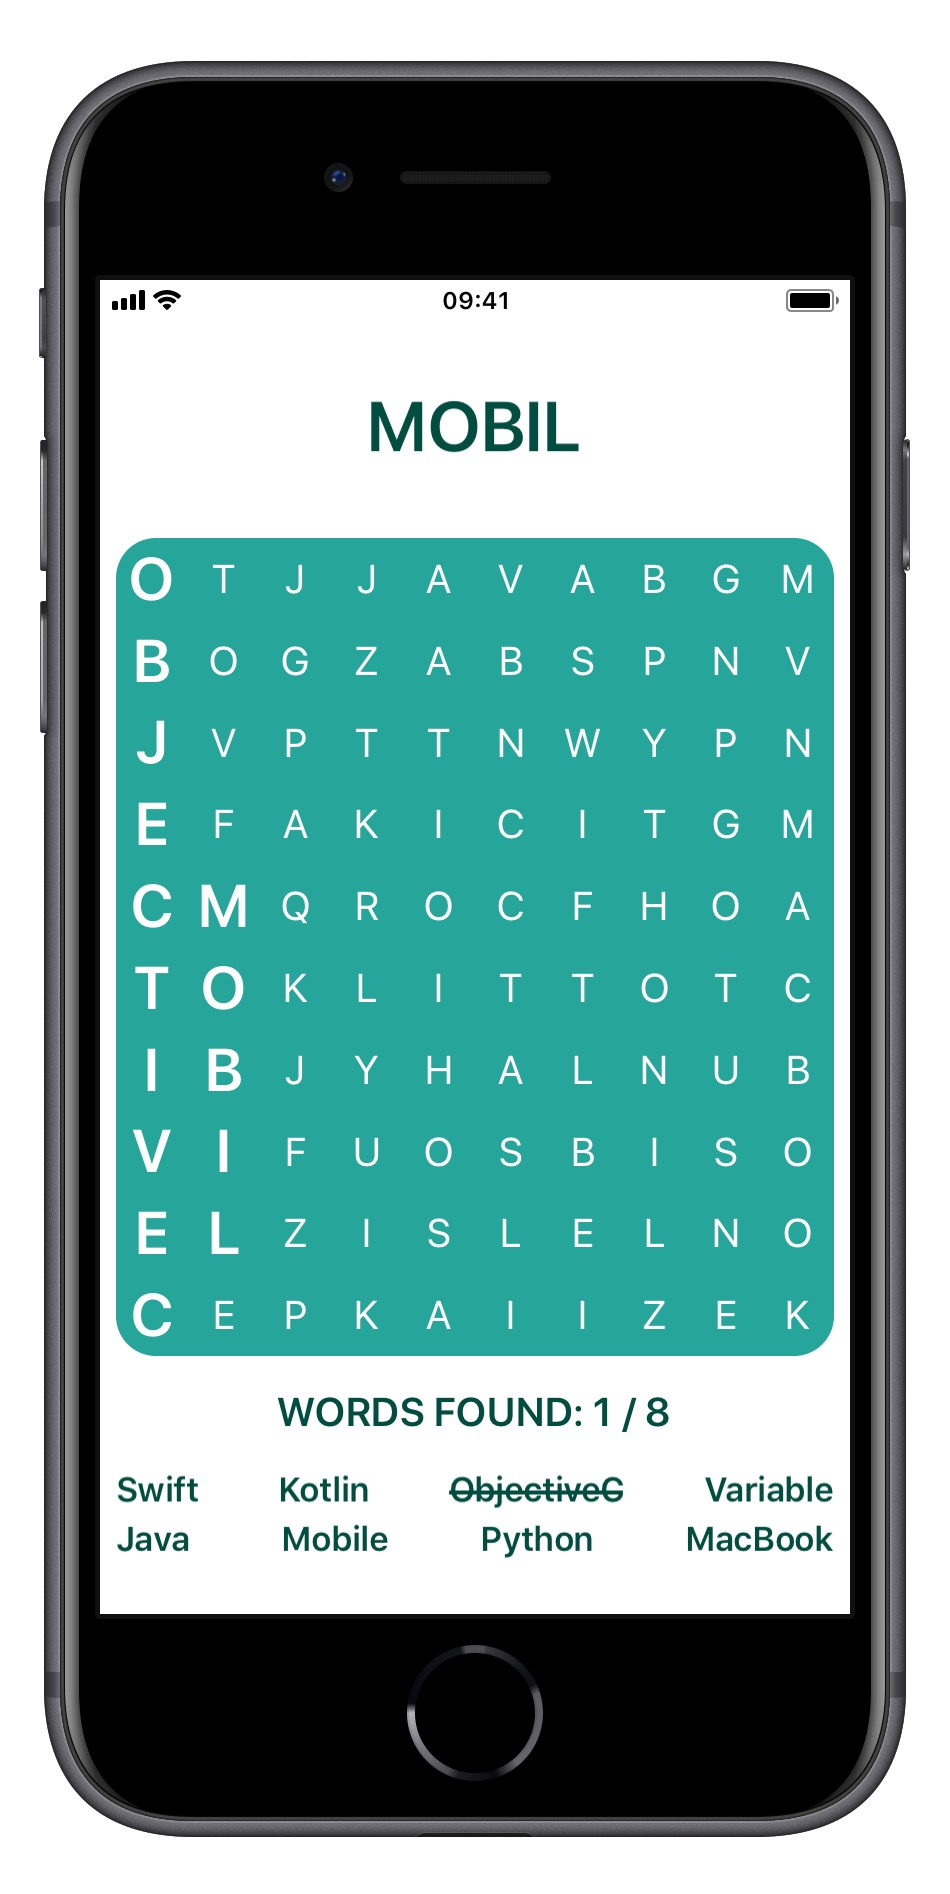 09:41
MOBIL
O T J J A V A B G M
B O G Z A B S P N V
J V P T T N W Y P N
E F A K I C I T G M
C M Q R O C F H O A
T O K L I T T O T C
I B J Y H A L N U B
V I F U O S B I S O
E L Z I S L E L N O
C E P K A I I Z E K
WORDS FOUND: 1 / 8
Swift Kotlin ObjectiveC Variable
Java Mobile Python MacBook